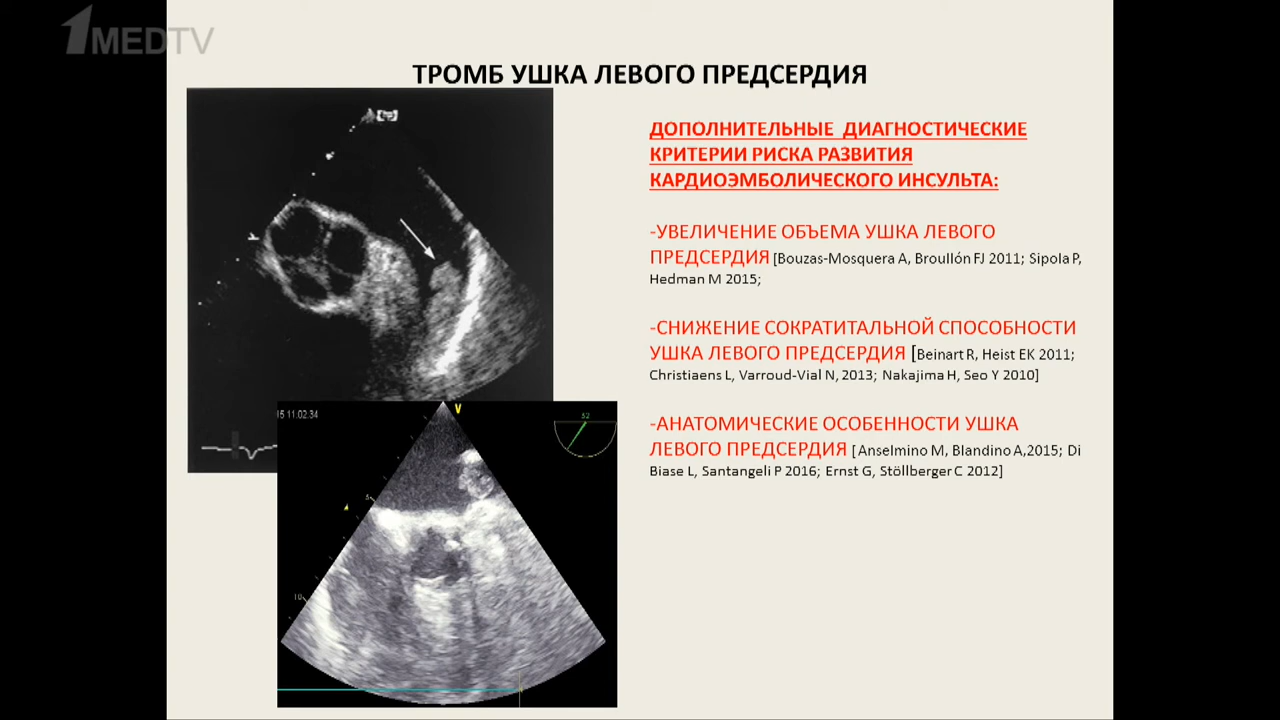 1MEDTV
ТРОМБ УШКА ЛЕВОГО ПРЕДСЕРДИЯ
ДОПОЛНИТЕЛЬНЫЕ ДИАГНОСТИЧЕСКИЕ
КРИТЕРИИ РИСКА РАЗВИТИЯ
КАРДИОЭМБОЛИЧЕСКОГО ИНСУЛЬТА:
-УВЕЛИЧЕНИЕ ОБЪЕМА УШКА ЛЕВОГО
ПРЕДСЕРДИЯ [Bouzas-Mosquera A, Broullón FJ 2011; Sipola P,
Hedman M 2015;
-СНИЖЕНИЕ СОКРАТИТАЛЬНОЙ СПОСОБНОСТИ
УШКА ЛЕВОГО ПРЕДСЕРДИЯ [Beinart R, Heist EK 2011;
Christiaens L, Varroud-Vial N, 2013; Nakajima H, Seo Y 2010]
-АНАТОМИЧЕСКИЕ ОСОБЕННОСТИ УШКА
ЛЕВОГО ПРЕДСЕРДИЯ [ Anselmino M, Blandino A,2015; Di
Biase L, Santangeli P 2016; Ernst G, Stöllberger C 2012]
15 11.02.34
V
52
5
10